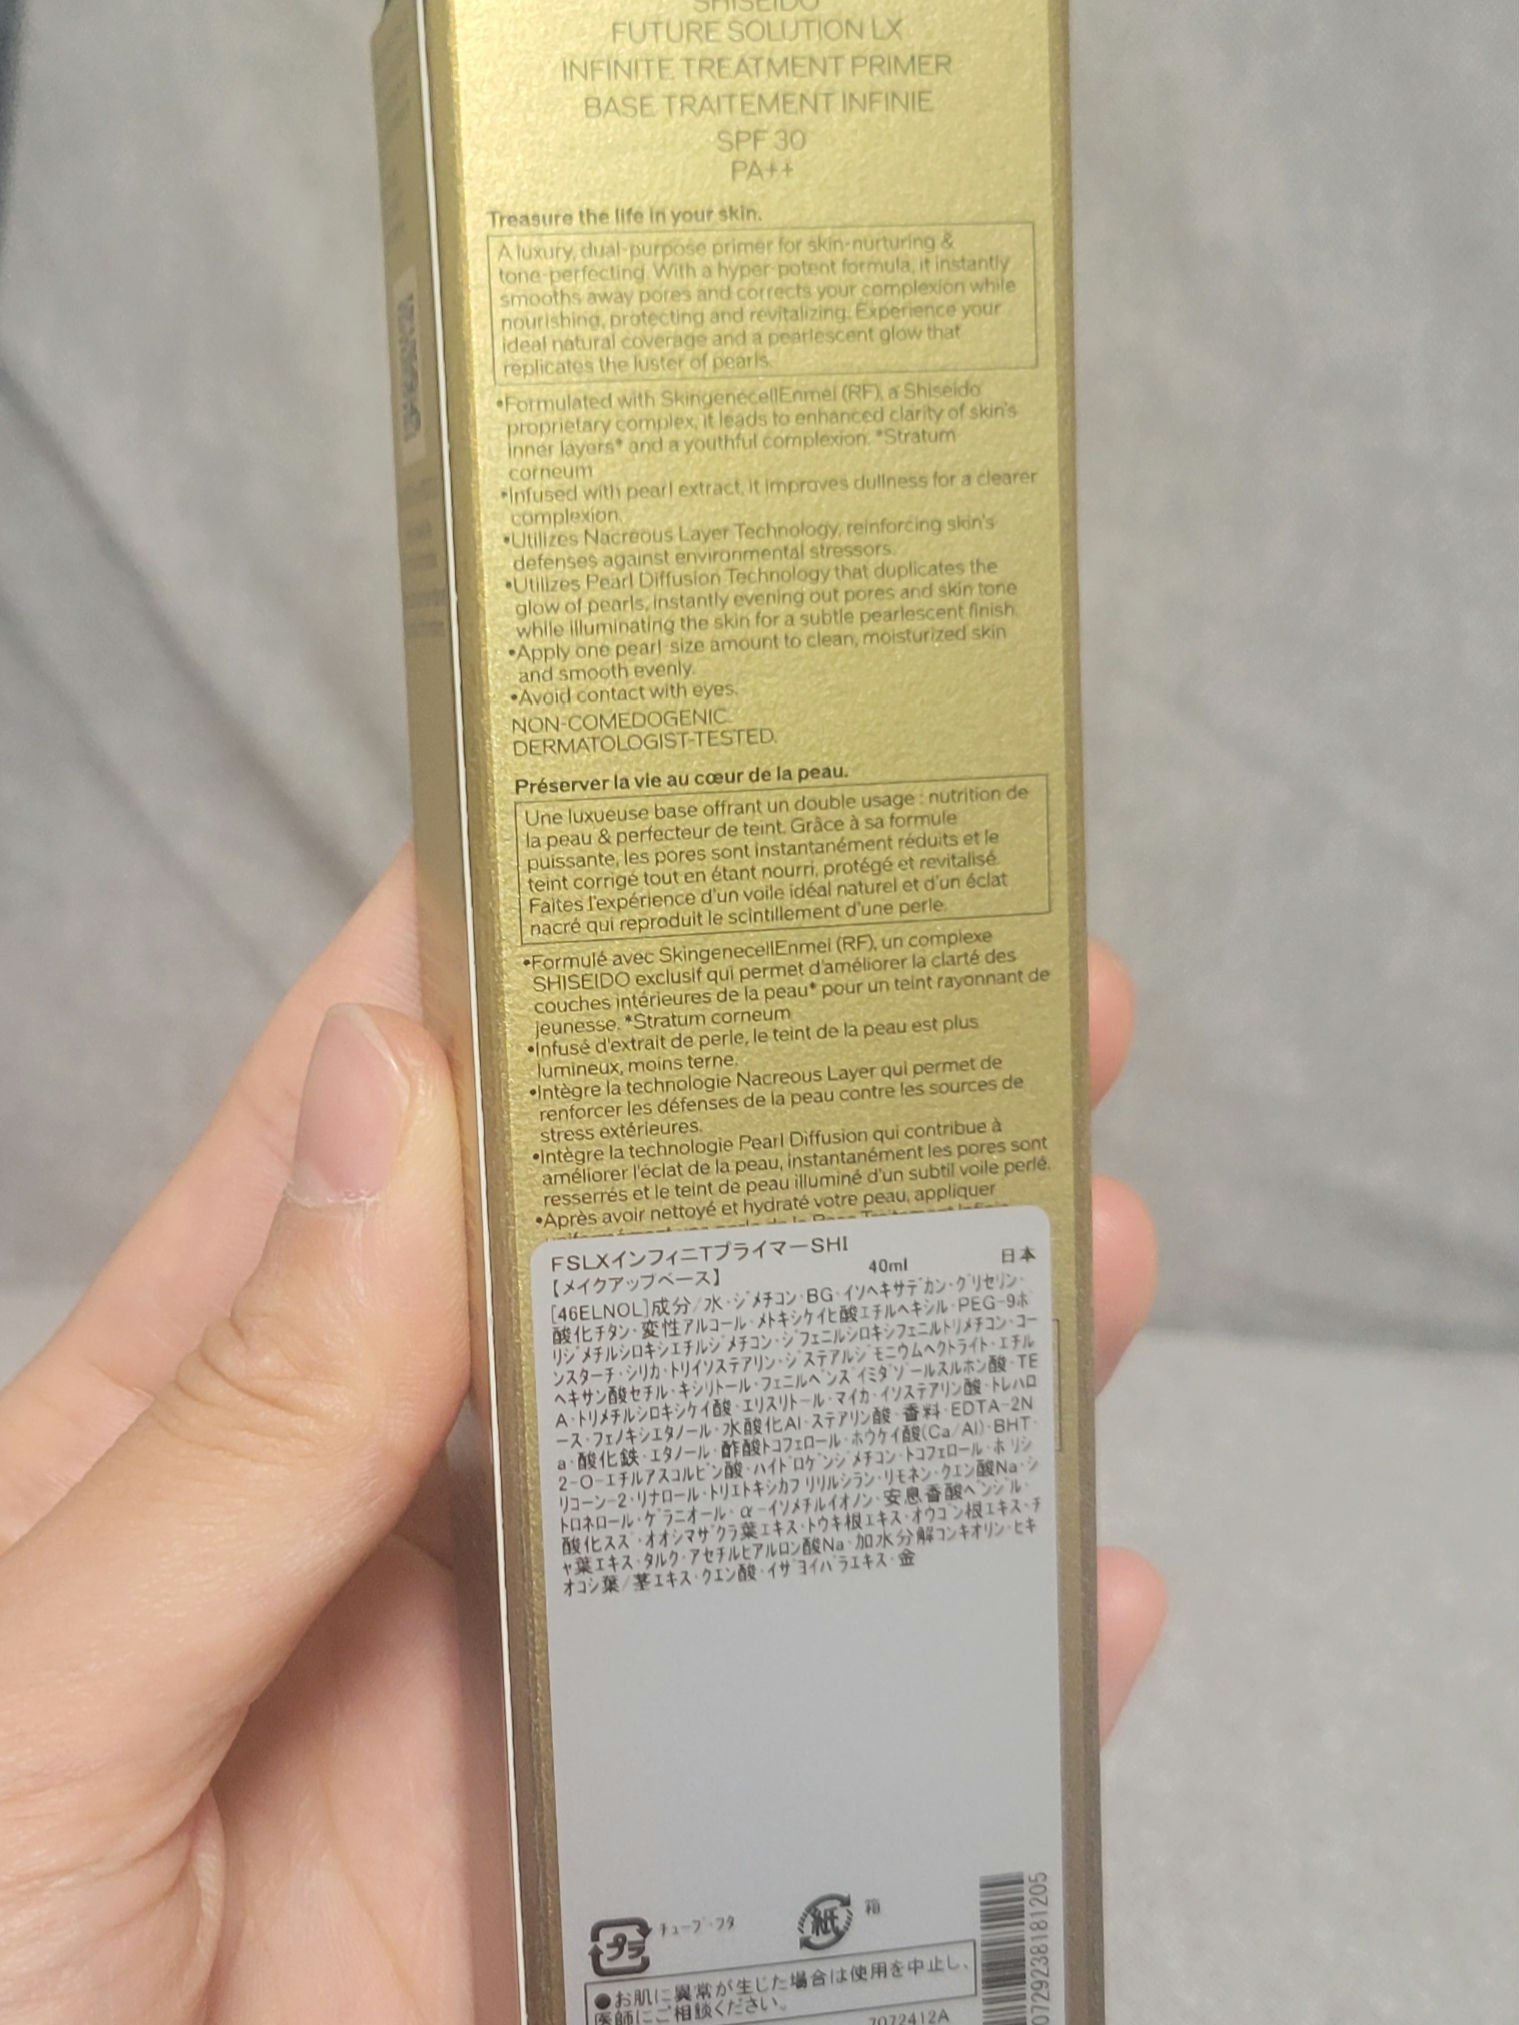 SHISEIDO
FUTURE SOLUTION LX
INFINITE TREATMENT PRIMER
BASE TRAITEMENT INFINIE
SPF 30
PA++
Treasure the life in your skin.
A luxury, dual-purpose primer for skin-nurturing &
tone-perfecting. With a hyper-potent formula, it instantly
smooths away pores and corrects your complexion while
nourishing, protecting and revitalizing. Experience your
ideal natural coverage and a pearlescent glow that
replicates the luster of pearls.
•Formulated with SkingenecellEnmei (RF), a Shiseido
proprietary complex, it leads to enhanced clarity of skin's
inner layers* and a youthful complexion. *Stratum
corneum
•Infused with pearl extract, it improves dullness for a clearer
complexion.
•Utilizes Nacreous Layer Technology, reinforcing skin's
defenses against environmental stressors.
•Utilizes Pearl Diffusion Technology that duplicates the
glow of pearls, instantly evening out pores and skin tone
while illuminating the skin for a subtle pearlescent finish.
•Apply one pearl-size amount to clean, moisturized skin
and smooth evenly.
•Avoid contact with eyes.
NON-COMEDOGENIC.
DERMATOLOGIST-TESTED.
Préserver la vie au cœur de la peau.
Une luxueuse base offrant un double usage : nutrition de
la peau & perfecteur de teint. Grâce à sa formule
puissante, les pores sont instantanément réduits et le
teint corrigé tout en étant nourri, protégé et revitalisé.
Faites l'expérience d'un voile idéal naturel et d'un éclat
nacré qui reproduit le scintillement d'une perle.
•Formulé avec SkingenecellEnmei (RF), un complexe
SHISEIDO exclusif qui permet d'améliorer la clarté des
couches intérieures de la peau* pour un teint rayonnant de
jeunesse. *Stratum corneum
•Infusé d'extrait de perle, le teint de la peau est plus
lumineux, moins terne.
•Intègre la technologie Nacreous Layer qui permet de
renforcer les défenses de la peau contre les sources de
stress extérieures.
•Intègre la technologie Pearl Diffusion qui contribue à
améliorer l'éclat de la peau, instantanément les pores sont
resserrés et le teint de peau illuminé d'un subtil voile perlé.
•Après avoir nettoyé et hydraté votre peau, appliquer
FSLXインフィニTプライマーSHI
【メイクアップベース】 40ml 日本
[46ELNOL]成分/水・ジメチコン・BG・イソヘキサデカン・グリセリン・
酸化チタン・変性アルコール・メトキシケイヒ酸エチルヘキシル・PEG-9ポ
リジメチルシロキシエチルジメチコン・ジフェニルシロキシフェニルトリメチコン・コー
ンスターチ・シリカ・トリイソステアリン・ジステアルジモニウムヘクトライト・エチル
ヘキサン酸セチル・キシリトール・フェニルベンズイミダゾールスルホン酸・TE
A・トリメチルシロキシケイ酸・エリスリトール・マイカ・イソステアリン酸・トレハロ
ース・フェノキシエタノール・水酸化Al・ステアリン酸・香料・EDTA-2N
a・酸化鉄・エタノール・酢酸トコフェロール・ホウケイ酸(Ca/Al)・BHT・
2-O-エチルアスコルビン酸・ハイドロゲンジメチコン・トコフェロール・ポリシ
リコーン-2・リナロール・トリエトキシカプリリルシラン・リモネン・クエン酸Na・シ
トロネロール・ゲラニオール・α-イソメチルイオノン・安息香酸ベンジル・
酸化スズ・オオシマザクラ葉エキス・トウキ根エキス・オウゴン根エキス・チ
ャ葉エキス・タルク・アセチルヒアルロン酸Na・加水分解コンキオリン・ヒキ
オコシ葉/茎エキス・クエン酸・イザヨイバラエキス・金
プラ チューブ・フタ 紙 箱
●お肌に異常が生じた場合は使用を中止し、
医師にご相談ください。
7072412A
0729238181205